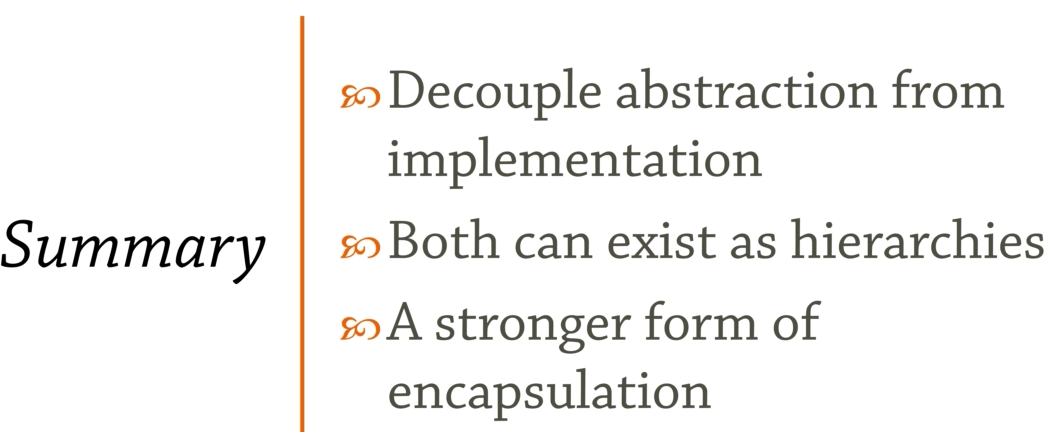 Summary
Decouple abstraction from
implementation
Both can exist as hierarchies
A stronger form of
encapsulation